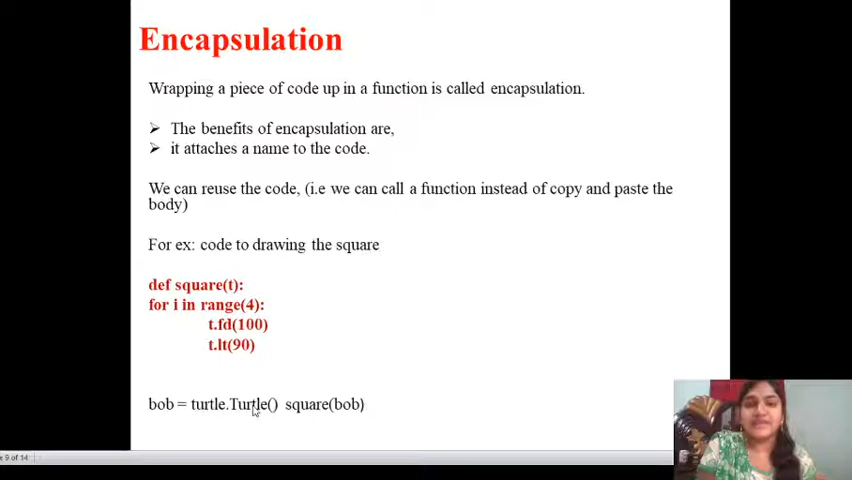 Encapsulation
Wrapping a piece of code up in a function is called encapsulation.
➢ The benefits of encapsulation are,
➢ it attaches a name to the code.
We can reuse the code, (i.e we can call a function instead of copy and paste the
body)
For ex: code to drawing the square
def square(t):
for i in range(4):
t.fd(100)
t.lt(90)
bob = turtle.Turtle() square(bob)
9 of 14